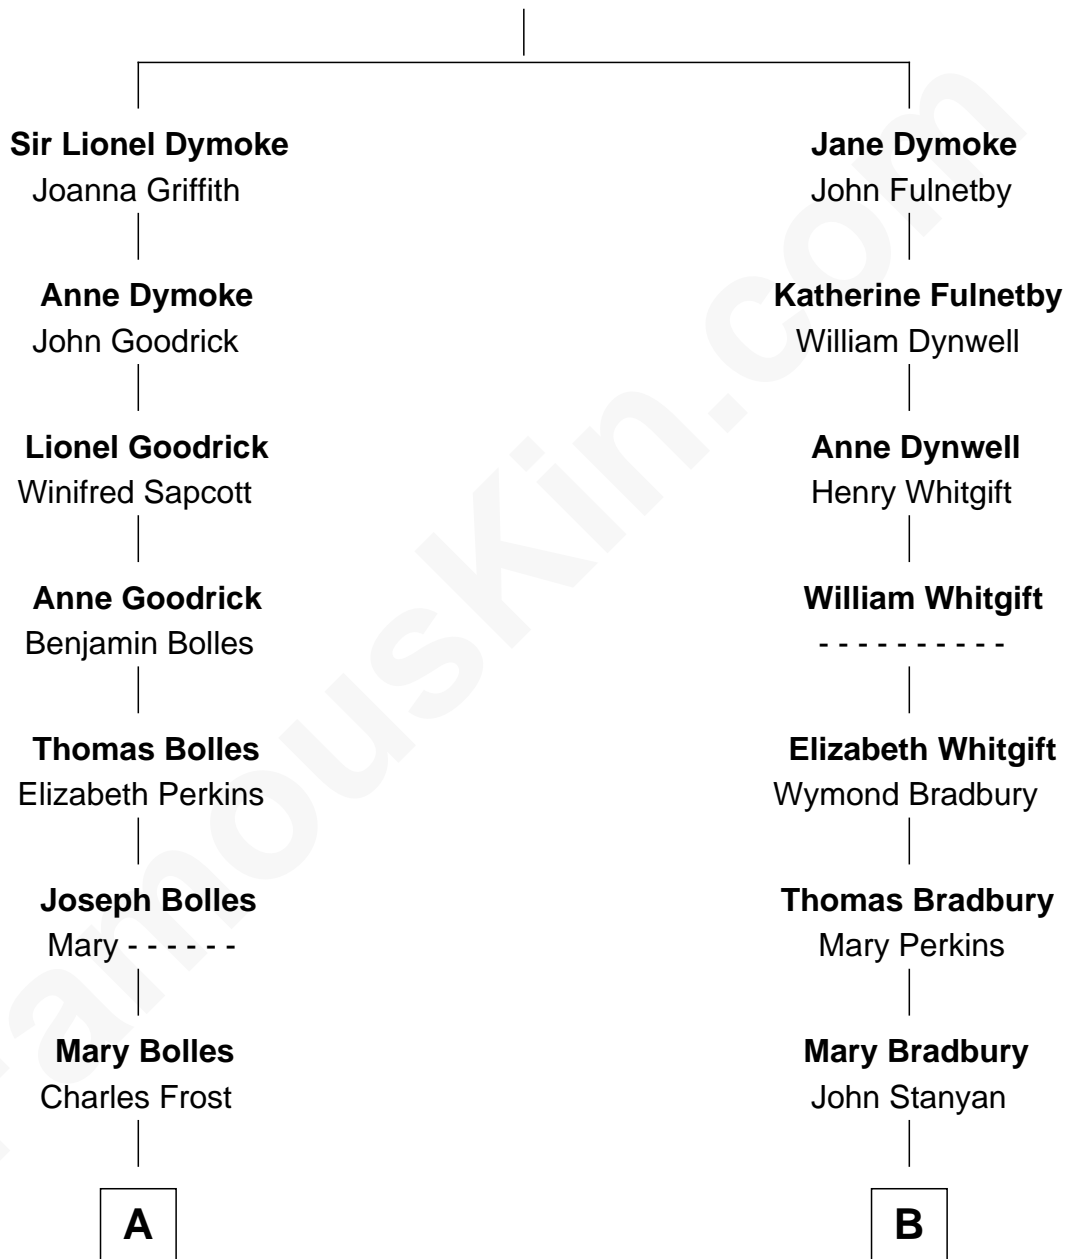 Sir Lionel Dymoke
Joanna Griffith
Anne Dymoke
John Goodrick
Lionel Goodrick
Winifred Sapcott
Anne Goodrick
Benjamin Bolles
Thomas Bolles
Elizabeth Perkins
Joseph Bolles
Mary - - - - - -
Mary Bolles
Charles Frost
A
Jane Dymoke
John Fulnetby
Katherine Fulnetby
William Dynwell
Anne Dynwell
Henry Whitgift
William Whitgift
- - - - - - - - - -
Elizabeth Whitgift
Wymond Bradbury
Thomas Bradbury
Mary Perkins
Mary Bradbury
John Stanyan
B
FamousKin.com